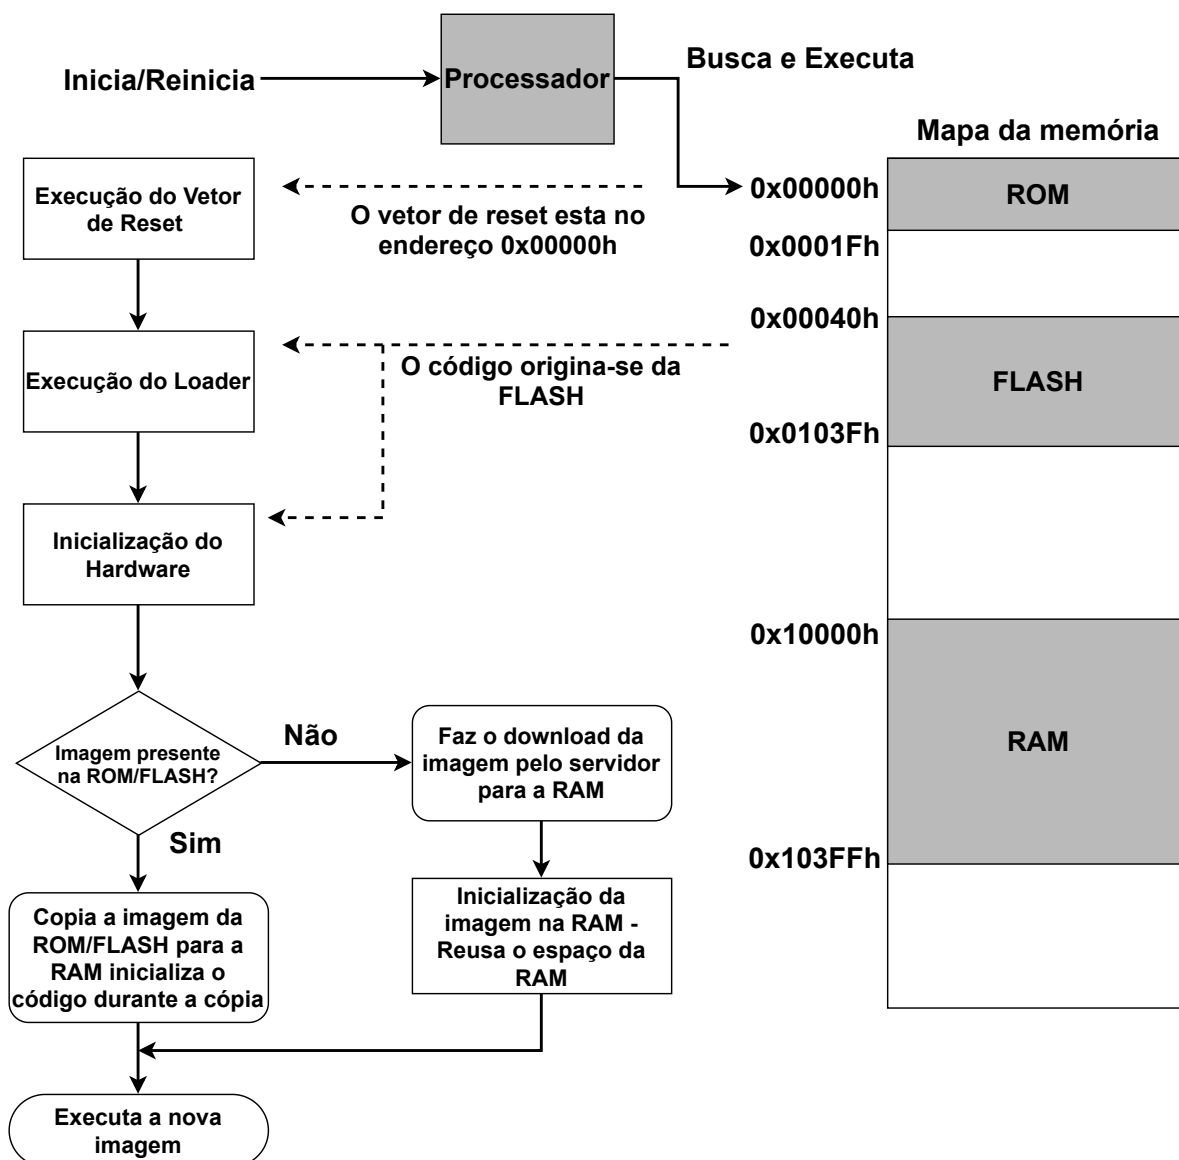 Inicia/Reinicia
Processador
Busca e Executa
Mapa da memória
Execução do Vetor
de Reset
O vetor de reset esta no
endereço 0x00000h
0x00000h
ROM
0x0001Fh
0x00040h
Execução do Loader
O código origina-se da
FLASH
FLASH
0x0103Fh
Inicialização do
Hardware
0x10000h
Imagem presente
na ROM/FLASH?
Não
Faz o download da
imagem pelo servidor
para a RAM
RAM
Sim
0x103FFh
Copia a imagem da
ROM/FLASH para a
RAM inicializa o
código durante a cópia
Inicialização da
imagem na RAM -
Reusa o espaço da
RAM
Executa a nova
imagem